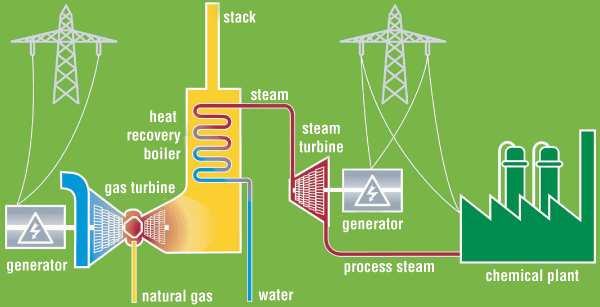 stack
steam
heat
recovery
boiler
steam
turbine
gas turbine
generator
generator
process steam
chemical plant
natural gas
water